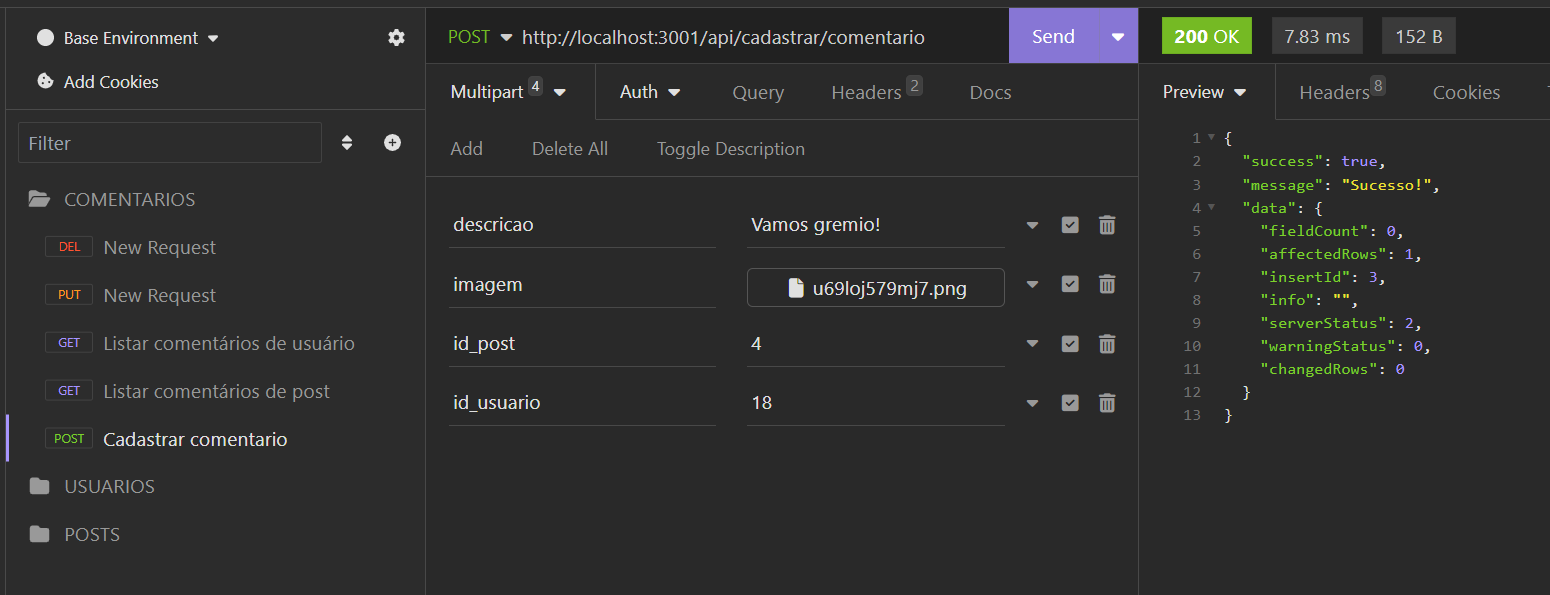 Base Environment
Add Cookies
Filter
COMENTARIOS
DEL New Request
PUT New Request
GET Listar comentários de usuário
GET Listar comentários de post
POST Cadastrar comentario
USUARIOS
POSTS
POST http://localhost:3001/api/cadastrar/comentario Send
Multipart 4 Auth Query Headers 2 Docs
Add Delete All Toggle Description
descricao Vamos gremio!
imagem u69loj579mj7.png
id_post 4
id_usuario 18
200 OK 7.83 ms 152 B
Preview Headers 8 Cookies
1 {
2 "success": true,
3 "message": "Sucesso!",
4 "data": {
5 "fieldCount": 0,
6 "affectedRows": 1,
7 "insertId": 3,
8 "info": "",
9 "serverStatus": 2,
10 "warningStatus": 0,
11 "changedRows": 0
12 }
13 }